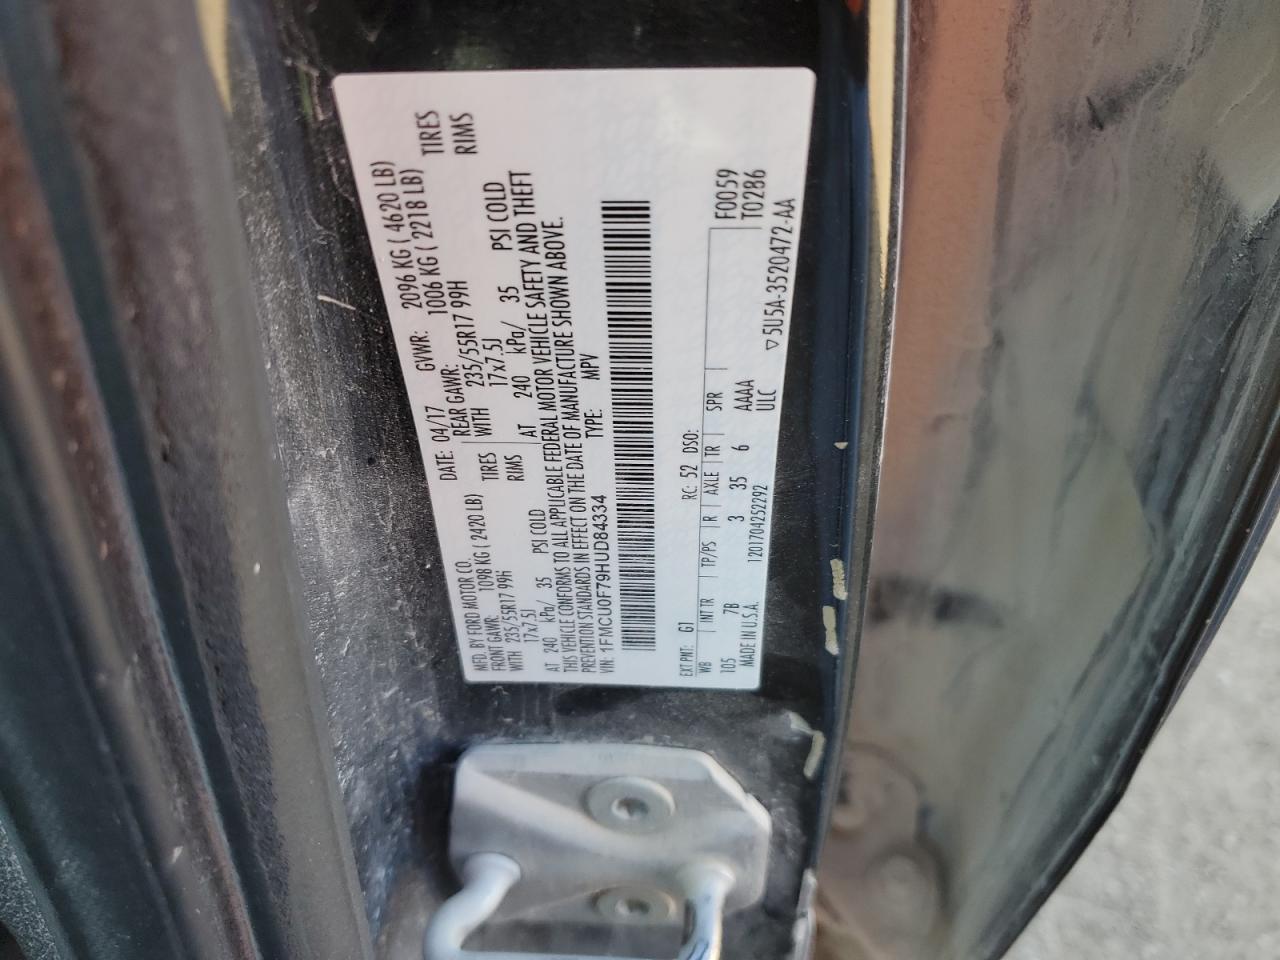 MFD. BY FORD MOTOR CO.
DATE: 04/17 GVWR: 2096 KG ( 4620 LB)
FRONT GAWR: 1098 KG ( 2420 LB) REAR GAWR: 1006 KG ( 2218 LB)
WITH 235/55R17 99H TIRES WITH 235/55R17 99H TIRES
17x7.5J RIMS 17x7.5J RIMS
AT 240 kPa/ 35 PSI COLD AT 240 kPa/ 35 PSI COLD
THIS VEHICLE CONFORMS TO ALL APPLICABLE FEDERAL MOTOR VEHICLE SAFETY AND THEFT
PREVENTION STANDARDS IN EFFECT ON THE DATE OF MANUFACTURE SHOWN ABOVE.
VIN: 1FMCU0F79HUD84334 TYPE: MPV
F0059
EXT PNT: G1 RC: 52 DSO: T0286
WB INT TR TP/PS R AXLE TR SPR
105 7B 3 35 6 AAAA
MADE IN U.S.A. 1201704252292 ULC
▽5U5A-3520472-AA